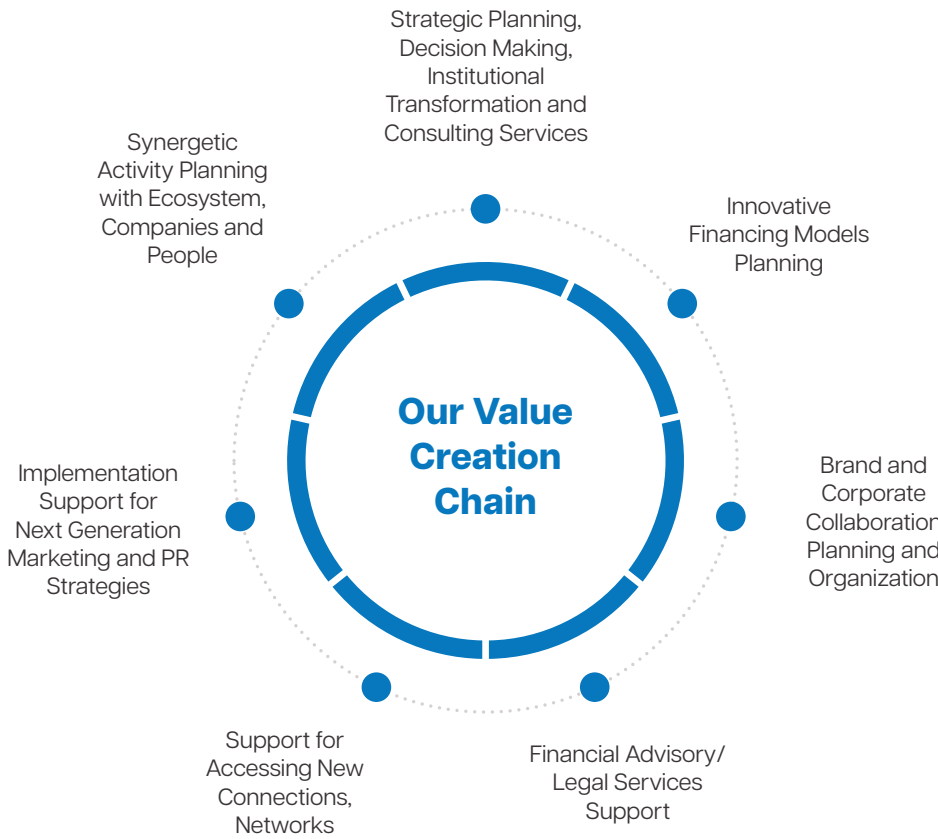 Strategic Planning,
Decision Making,
Institutional
Transformation and
Consulting Services
Innovative
Financing Models
Planning
Brand and
Corporate
Collaboration
Planning and
Organization
Financial Advisory/
Legal Services
Support
Support for
Accessing New
Connections,
Networks
Implementation
Support for
Next Generation
Marketing and PR
Strategies
Synergetic
Activity Planning
with Ecosystem,
Companies and
People
Our Value
Creation
Chain